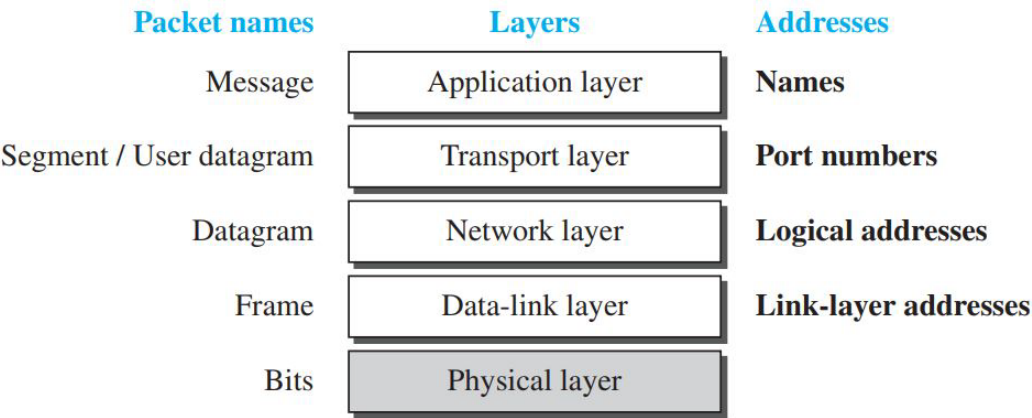 Packet names Layers Addresses
Message Application layer Names
Segment / User datagram Transport layer Port numbers
Datagram Network layer Logical addresses
Frame Data-link layer Link-layer addresses
Bits Physical layer